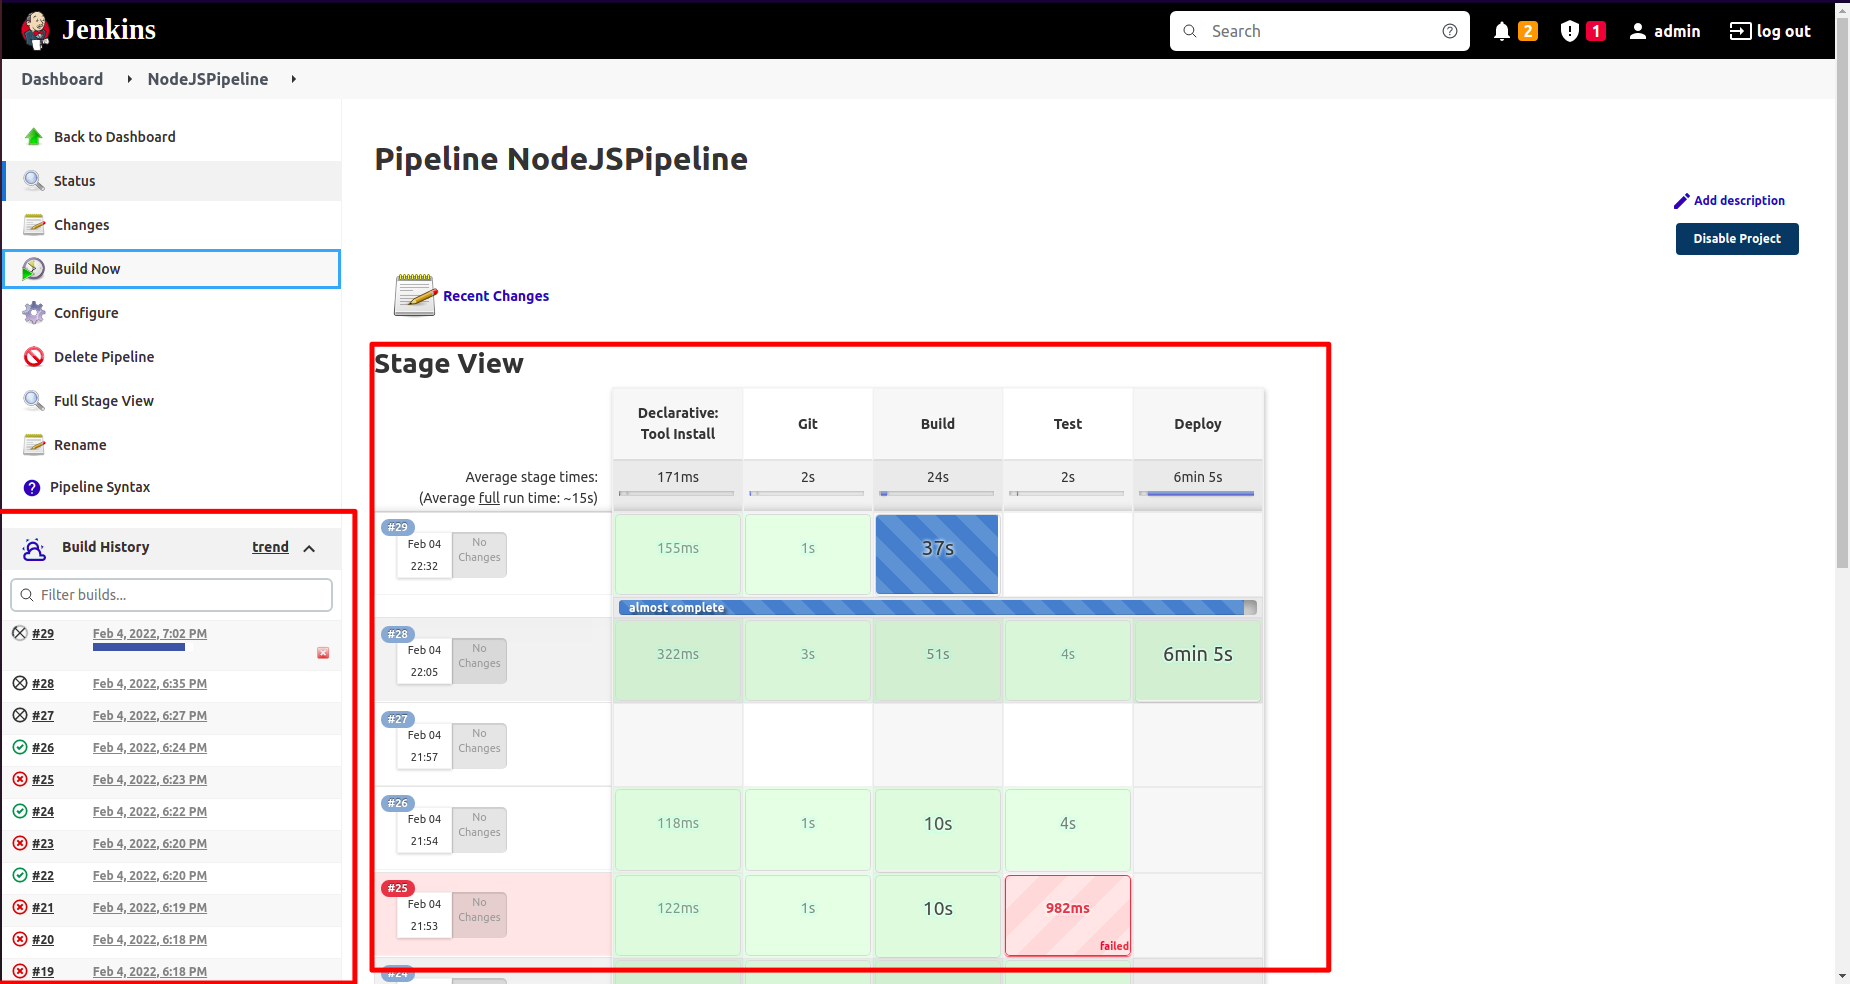 Jenkins
Search
2
1
admin
log out
Dashboard
NodeJSPipeline
Back to Dashboard
Status
Changes
Build Now
Configure
Delete Pipeline
Full Stage View
Rename
Pipeline Syntax
Build History
trend
Filter builds...
#29 Feb 4, 2022, 7:02 PM
#28 Feb 4, 2022, 6:35 PM
#27 Feb 4, 2022, 6:27 PM
#26 Feb 4, 2022, 6:24 PM
#25 Feb 4, 2022, 6:23 PM
#24 Feb 4, 2022, 6:22 PM
#23 Feb 4, 2022, 6:20 PM
#22 Feb 4, 2022, 6:20 PM
#21 Feb 4, 2022, 6:19 PM
#20 Feb 4, 2022, 6:18 PM
#19 Feb 4, 2022, 6:18 PM
Pipeline NodeJSPipeline
Add description
Disable Project
Recent Changes
Stage View
Declarative:
Tool Install
Git
Build
Test
Deploy
Average stage times:
(Average full run time: ~15s)
171ms
2s
24s
2s
6min 5s
#29
Feb 04
22:32
No
Changes
155ms
1s
37s
almost complete
#28
Feb 04
22:05
No
Changes
322ms
3s
51s
4s
6min 5s
#27
Feb 04
21:57
No
Changes
#26
Feb 04
21:54
No
Changes
118ms
1s
10s
4s
#25
Feb 04
21:53
No
Changes
122ms
1s
10s
982ms
failed
#24